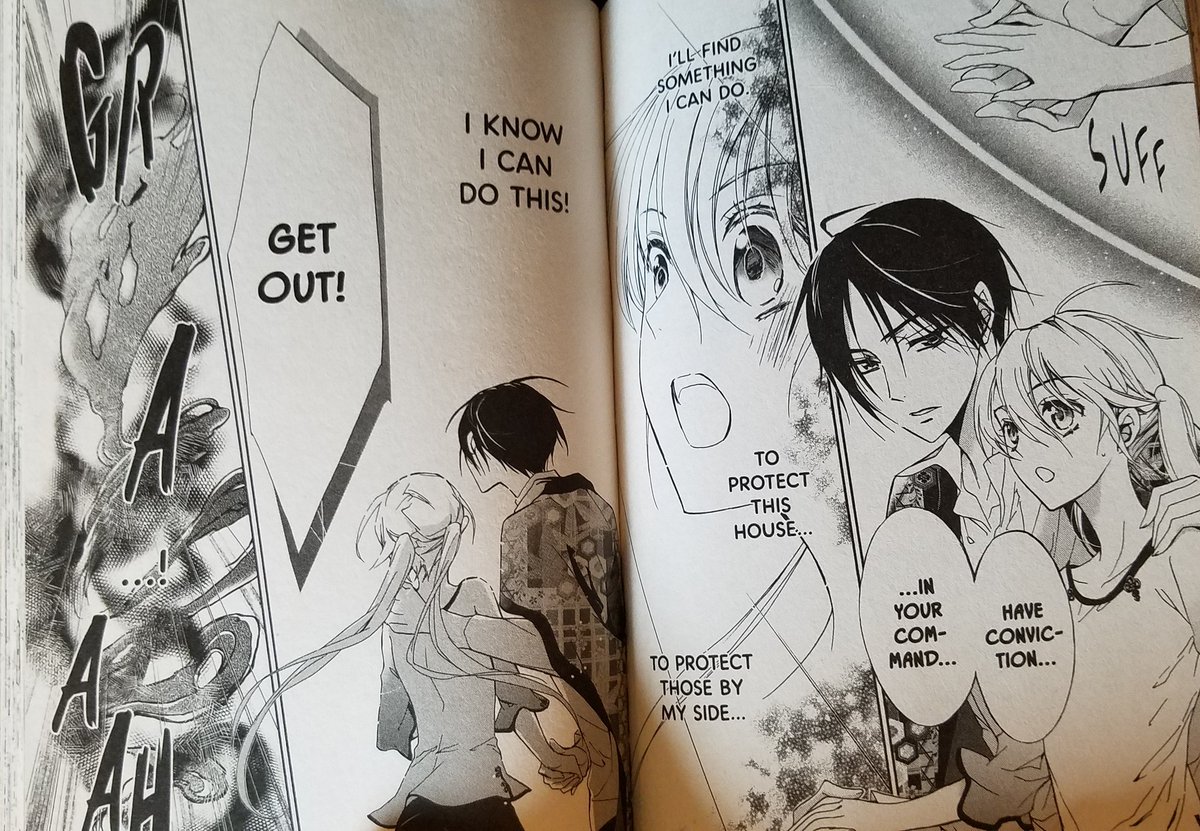 SUFF
HAVE
CONVIC-
TION...
...IN
YOUR
COM-
MAND...
I'LL FIND
SOMETHING
I CAN DO.
TO
PROTECT
THIS
HOUSE...
TO PROTECT
THOSE BY
MY SIDE...
I KNOW
I CAN
DO THIS!
GET
OUT!
GR
A
...!
A
AH